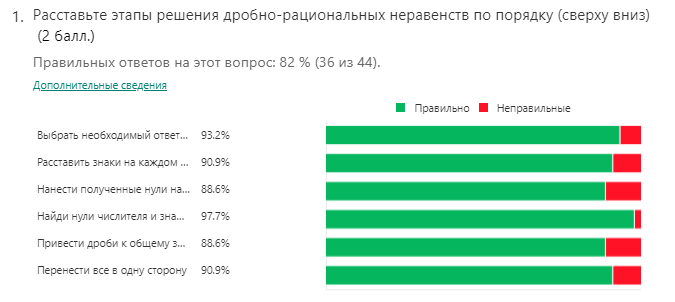 1. Расставьте этапы решения дробно-рациональных неравенств по порядку (сверху вниз)
(2 балл.)
Правильных ответов на этот вопрос: 82 % (36 из 44).
Дополнительные сведения
Правильно Неправильные
Выбрать необходимый ответ... 93.2%
Расставить знаки на каждом ... 90.9%
Нанести полученные нули на... 88.6%
Найди нули числителя и зна... 97.7%
Привести дроби к общему з... 88.6%
Перенести все в одну сторону 90.9%